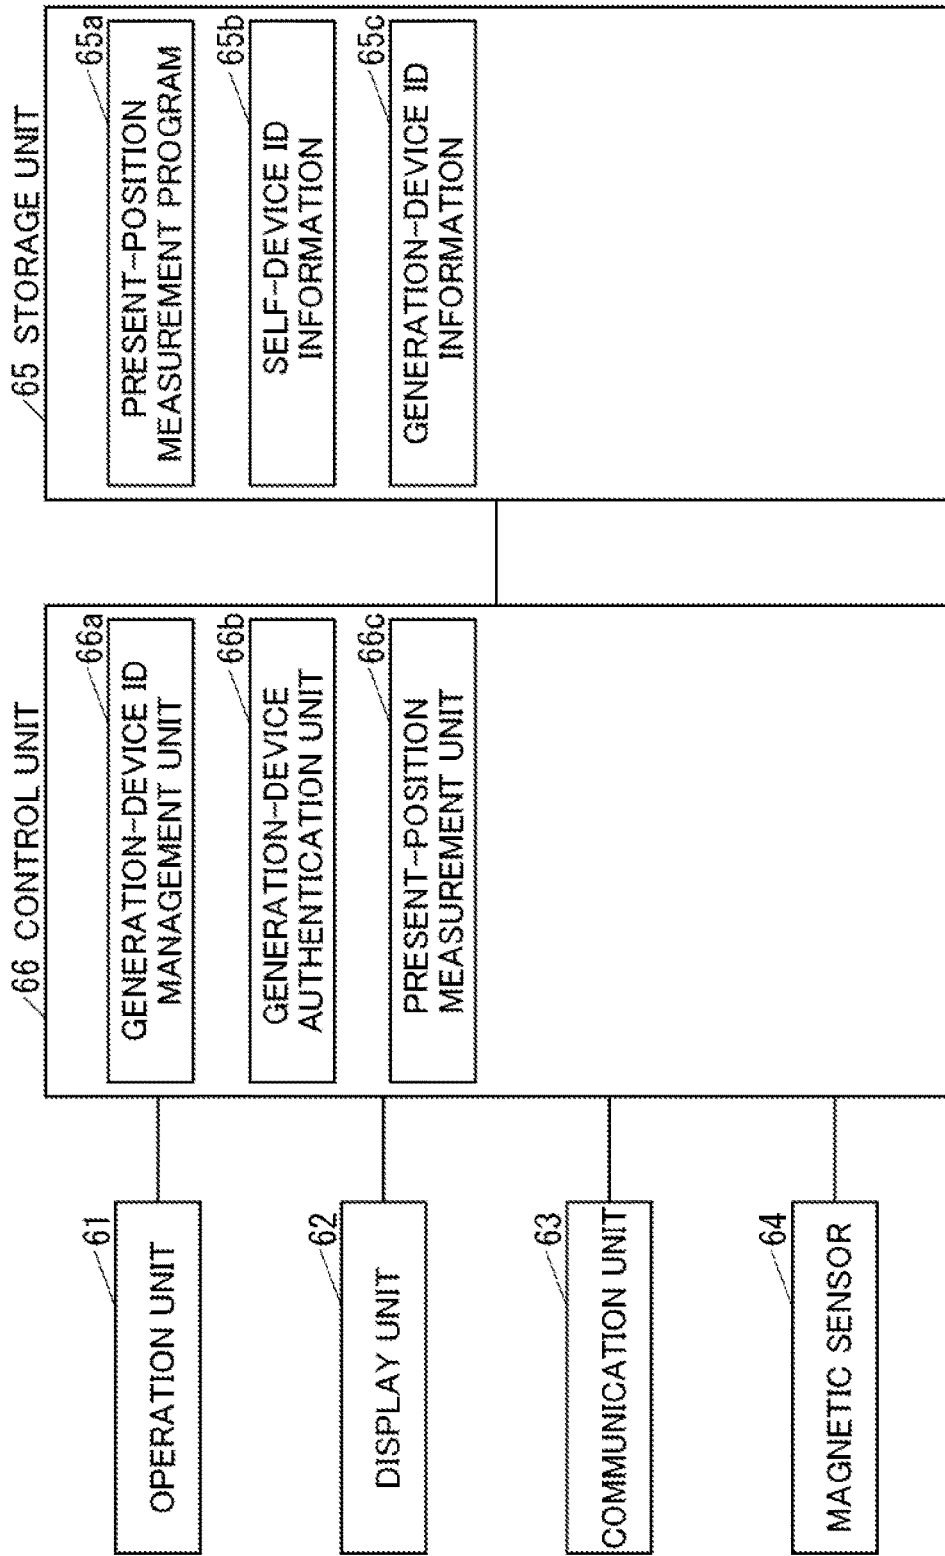 61
OPERATION UNIT
62
DISPLAY UNIT
63
COMMUNICATION UNIT
64
MAGNETIC SENSOR
66 CONTROL UNIT
66a
GENERATION-DEVICE ID
MANAGEMENT UNIT
66b
GENERATION-DEVICE
AUTHENTICATION UNIT
66c
PRESENT-POSITION
MEASUREMENT UNIT
65 STORAGE UNIT
65a
PRESENT-POSITION
MEASUREMENT PROGRAM
65b
SELF-DEVICE ID
INFORMATION
65c
GENERATION-DEVICE ID
INFORMATION